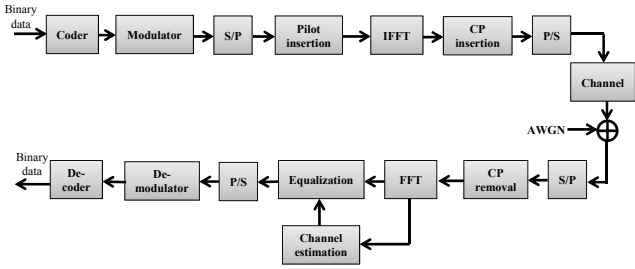 Binary
data
Coder
Modulator
S/P
Pilot
insertion
IFFT
CP
insertion
P/S
Channel
AWGN
Binary
data
De-
coder
De-
modulator
P/S
Equalization
FFT
CP
removal
S/P
Channel
estimation